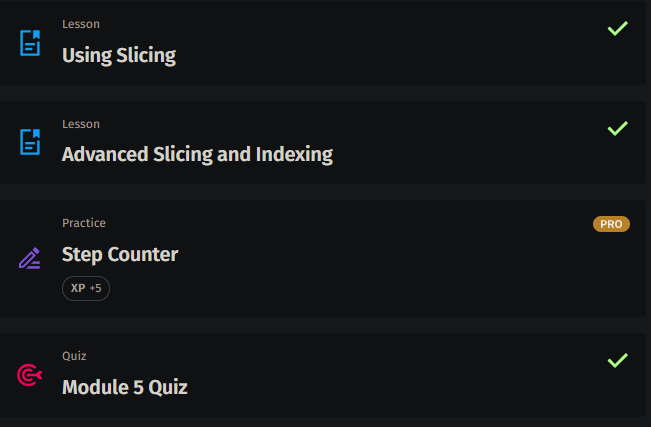 Lesson
Using Slicing
Lesson
Advanced Slicing and Indexing
Practice
PRO
Step Counter
XP +5
Quiz
Module 5 Quiz